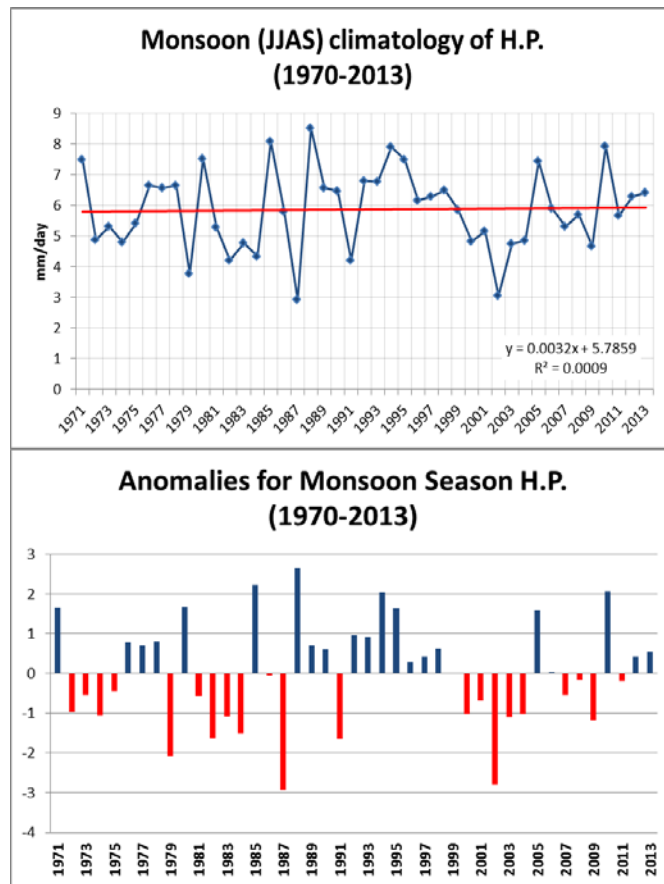 Monsoon (JJAS) climatology of H.P.
(1970-2013)
9
8
7
6
5
4
3
2
1
0
mm/day
y = 0.0032x + 5.7859
R² = 0.0009
1971 1973 1975 1977 1979 1981 1983 1985 1987 1989 1991 1993 1995 1997 1999 2001 2003 2005 2007 2009 2011 2013
Anomalies for Monsoon Season H.P.
(1970-2013)
3
2
1
0
-1
-2
-3
-4
1971 1973 1975 1977 1979 1981 1983 1985 1987 1989 1991 1993 1995 1997 1999 2001 2003 2005 2007 2009 2011 2013